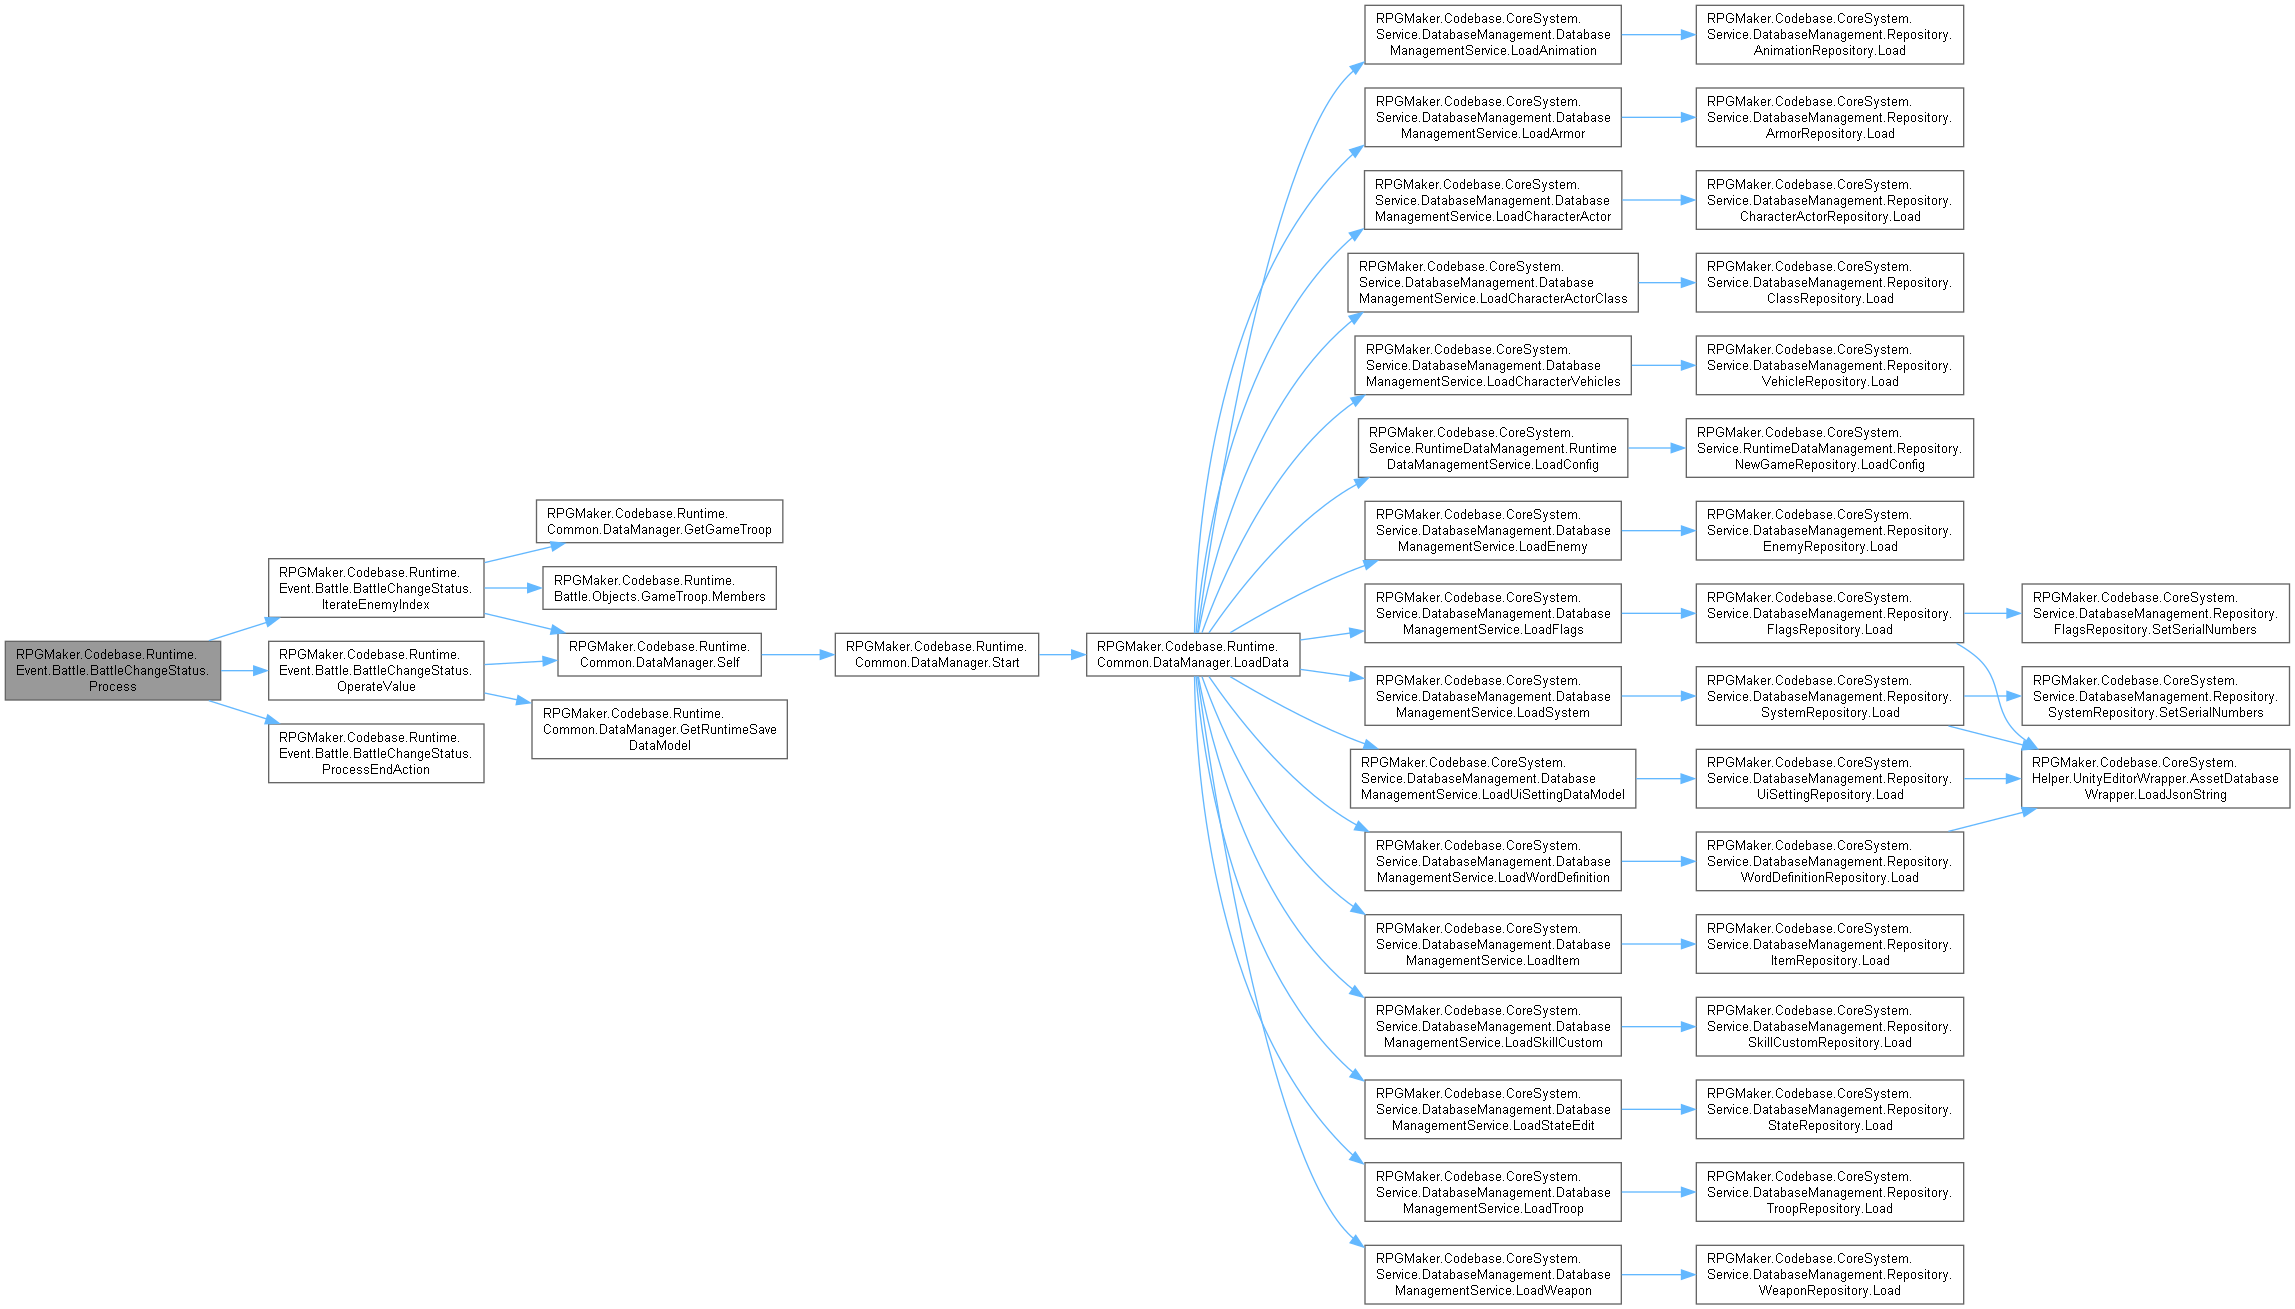 RPGMaker.Codebase.Runtime.
Event.Battle.BattleChangeStatus.
Process
RPGMaker.Codebase.Runtime.
Event.Battle.BattleChangeStatus.
IterateEnemyIndex
RPGMaker.Codebase.Runtime.
Event.Battle.BattleChangeStatus.
OperateValue
RPGMaker.Codebase.Runtime.
Event.Battle.BattleChangeStatus.
ProcessEndAction
RPGMaker.Codebase.Runtime.
Common.DataManager.GetGameTroop
RPGMaker.Codebase.Runtime.
Battle.Objects.GameTroop.Members
RPGMaker.Codebase.Runtime.
Common.DataManager.Self
RPGMaker.Codebase.Runtime.
Common.DataManager.GetRuntimeSave
DataModel
RPGMaker.Codebase.Runtime.
Common.DataManager.Start
RPGMaker.Codebase.Runtime.
Common.DataManager.LoadData
RPGMaker.Codebase.CoreSystem.
Service.DatabaseManagement.Database
ManagementService.LoadAnimation
RPGMaker.Codebase.CoreSystem.
Service.DatabaseManagement.Database
ManagementService.LoadArmor
RPGMaker.Codebase.CoreSystem.
Service.DatabaseManagement.Database
ManagementService.LoadCharacterActor
RPGMaker.Codebase.CoreSystem.
Service.DatabaseManagement.Database
ManagementService.LoadCharacterActorClass
RPGMaker.Codebase.CoreSystem.
Service.DatabaseManagement.Database
ManagementService.LoadCharacterVehicles
RPGMaker.Codebase.CoreSystem.
Service.RuntimeDataManagement.Runtime
DataManagementService.LoadConfig
RPGMaker.Codebase.CoreSystem.
Service.DatabaseManagement.Database
ManagementService.LoadEnemy
RPGMaker.Codebase.CoreSystem.
Service.DatabaseManagement.Database
ManagementService.LoadFlags
RPGMaker.Codebase.CoreSystem.
Service.DatabaseManagement.Database
ManagementService.LoadSystem
RPGMaker.Codebase.CoreSystem.
Service.DatabaseManagement.Database
ManagementService.LoadUiSettingDataModel
RPGMaker.Codebase.CoreSystem.
Service.DatabaseManagement.Database
ManagementService.LoadWordDefinition
RPGMaker.Codebase.CoreSystem.
Service.DatabaseManagement.Database
ManagementService.LoadItem
RPGMaker.Codebase.CoreSystem.
Service.DatabaseManagement.Database
ManagementService.LoadSkillCustom
RPGMaker.Codebase.CoreSystem.
Service.DatabaseManagement.Database
ManagementService.LoadStateEdit
RPGMaker.Codebase.CoreSystem.
Service.DatabaseManagement.Database
ManagementService.LoadTroop
RPGMaker.Codebase.CoreSystem.
Service.DatabaseManagement.Database
ManagementService.LoadWeapon
RPGMaker.Codebase.CoreSystem.
Service.DatabaseManagement.Repository.
AnimationRepository.Load
RPGMaker.Codebase.CoreSystem.
Service.DatabaseManagement.Repository.
ArmorRepository.Load
RPGMaker.Codebase.CoreSystem.
Service.DatabaseManagement.Repository.
CharacterActorRepository.Load
RPGMaker.Codebase.CoreSystem.
Service.DatabaseManagement.Repository.
ClassRepository.Load
RPGMaker.Codebase.CoreSystem.
Service.DatabaseManagement.Repository.
VehicleRepository.Load
RPGMaker.Codebase.CoreSystem.
Service.RuntimeDataManagement.Repository.
NewGameRepository.LoadConfig
RPGMaker.Codebase.CoreSystem.
Service.DatabaseManagement.Repository.
EnemyRepository.Load
RPGMaker.Codebase.CoreSystem.
Service.DatabaseManagement.Repository.
FlagsRepository.Load
RPGMaker.Codebase.CoreSystem.
Service.DatabaseManagement.Repository.
SystemRepository.Load
RPGMaker.Codebase.CoreSystem.
Service.DatabaseManagement.Repository.
UiSettingRepository.Load
RPGMaker.Codebase.CoreSystem.
Service.DatabaseManagement.Repository.
WordDefinitionRepository.Load
RPGMaker.Codebase.CoreSystem.
Service.DatabaseManagement.Repository.
ItemRepository.Load
RPGMaker.Codebase.CoreSystem.
Service.DatabaseManagement.Repository.
SkillCustomRepository.Load
RPGMaker.Codebase.CoreSystem.
Service.DatabaseManagement.Repository.
StateRepository.Load
RPGMaker.Codebase.CoreSystem.
Service.DatabaseManagement.Repository.
TroopRepository.Load
RPGMaker.Codebase.CoreSystem.
Service.DatabaseManagement.Repository.
WeaponRepository.Load
RPGMaker.Codebase.CoreSystem.
Service.DatabaseManagement.Repository.
FlagsRepository.SetSerialNumbers
RPGMaker.Codebase.CoreSystem.
Service.DatabaseManagement.Repository.
SystemRepository.SetSerialNumbers
RPGMaker.Codebase.CoreSystem.
Helper.UnityEditorWrapper.AssetDatabase
Wrapper.LoadJsonString